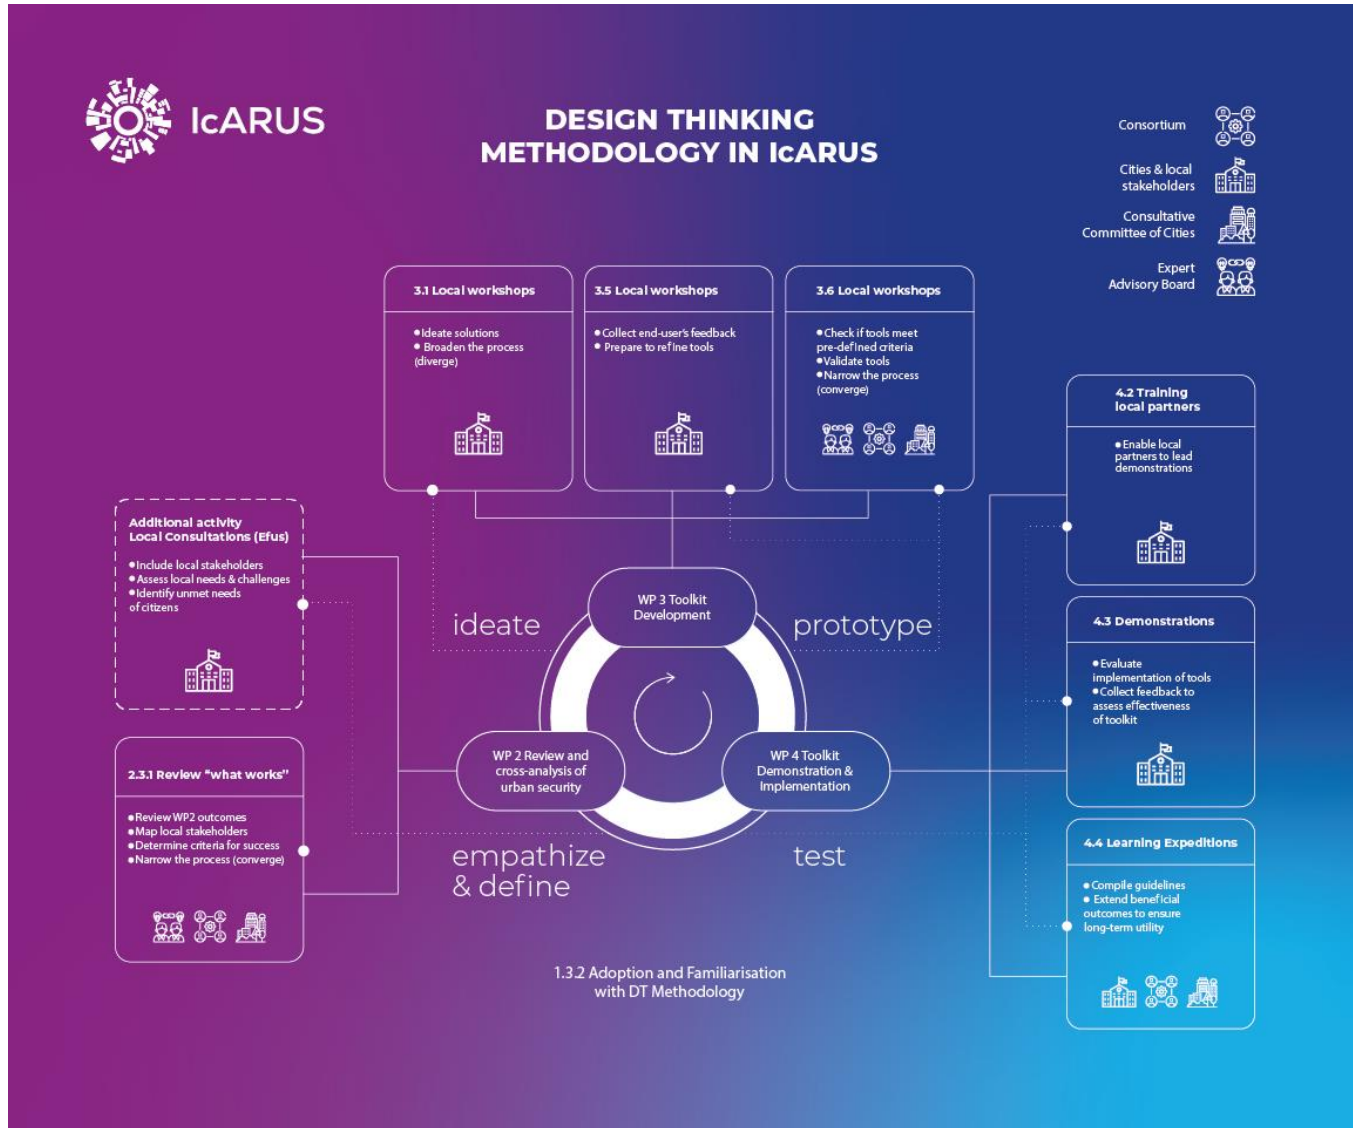 IcARUS
DESIGN THINKING
METHODOLOGY IN IcARUS
Consortium
Cities & local
stakeholders
Consultative
Committee of Cities
Expert
Advisory Board
3.1 Local workshops
• Ideate solutions
• Broaden the process
(diverge)
3.5 Local workshops
• Collect end-user's feedback
• Prepare to refine tools
3.6 Local workshops
• Check if tools meet
pre-defined criteria
• Validate tools
• Narrow the process
(converge)
4.2 Training
local partners
• Enable local
partners to lead
demonstrations
Additional activity
Local Consultations (Efus)
• Include local stakeholders
• Assess local needs & challenges
• Identify unmet needs
of citizens
WP 3 Toolkit
Development
ideate
prototype
4.3 Demonstrations
• Evaluate
implementation of tools
• Collect feedback to
assess effectiveness
of toolkit
2.3.1 Review "what works"
• Review WP2 outcomes
• Map local stakeholders
• Determine criteria for success
• Narrow the process (converge)
WP 2 Review and
cross-analysis of
urban security
WP 4 Toolkit
Demonstration &
Implementation
empathize
& define
test
4.4 Learning Expeditions
• Compile guidelines
• Extend beneficial
outcomes to ensure
long-term utility
1.3.2 Adoption and Familiarisation
with DT Methodology